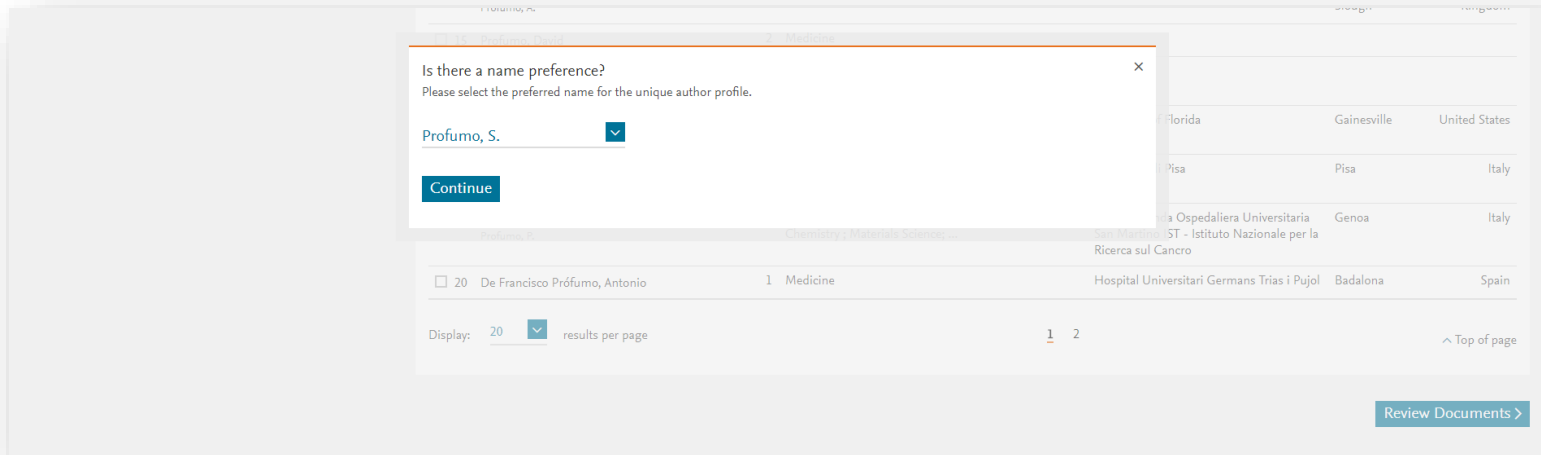 Profumo, A. Slough Kingdom
15 Profumo, David 2 Medicine
Is there a name preference?
Please select the preferred name for the unique author profile.
Profumo, S.
Continue
Florida Gainesville United States
Pisa Pisa Italy
Ospedaliera Universitaria Genoa Italy
Profumo, P. Chemistry ; Materials Science; ... San Martino IST - Istituto Nazionale per la
Ricerca sul Cancro
20 De Francisco Prófumo, Antonio 1 Medicine Hospital Universitari Germans Trias i Pujol Badalona Spain
Display: 20 results per page 1 2 Top of page
Review Documents